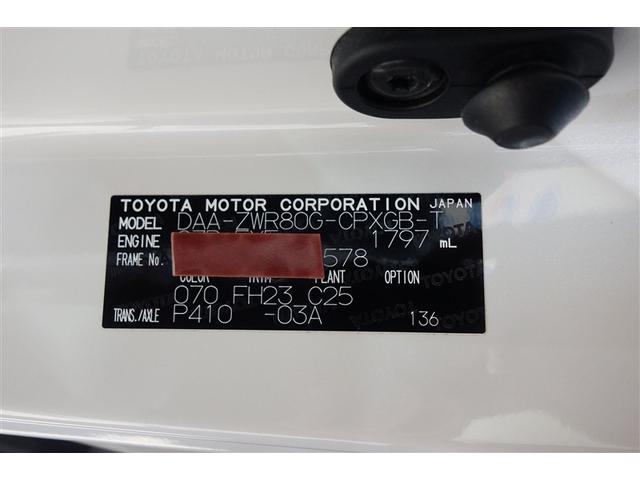 TOYOTA MOTOR CORPORATION JAPAN
MODEL DAA-ZWR80G-CPXGB-T
ENGINE 1797 mL
FRAME No. 578
COLOR TRIM PLANT OPTION
070 FH23 C25
TRANS./AXLE P410 -03A 136